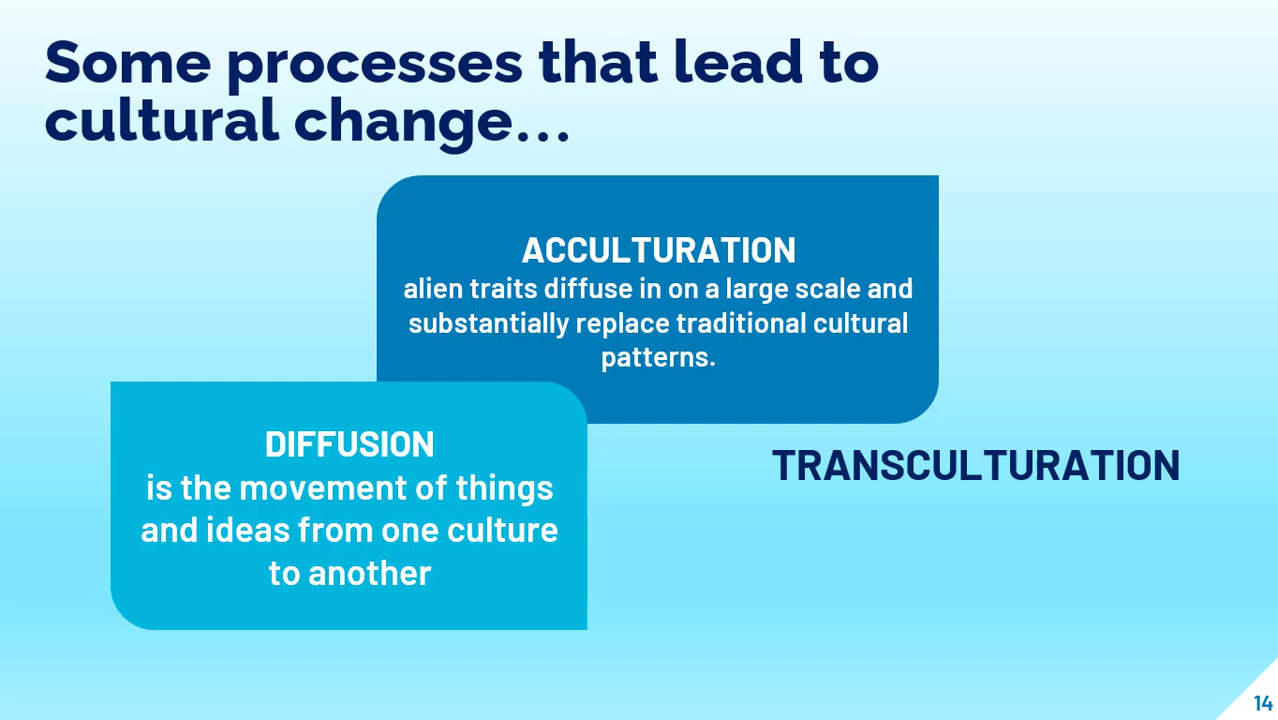 Some processes that lead to
cultural change...
ACCULTURATION
alien traits diffuse in on a large scale and
substantially replace traditional cultural
patterns.
DIFFUSION
is the movement of things
and ideas from one culture
to another
TRANSCULTURATION
14